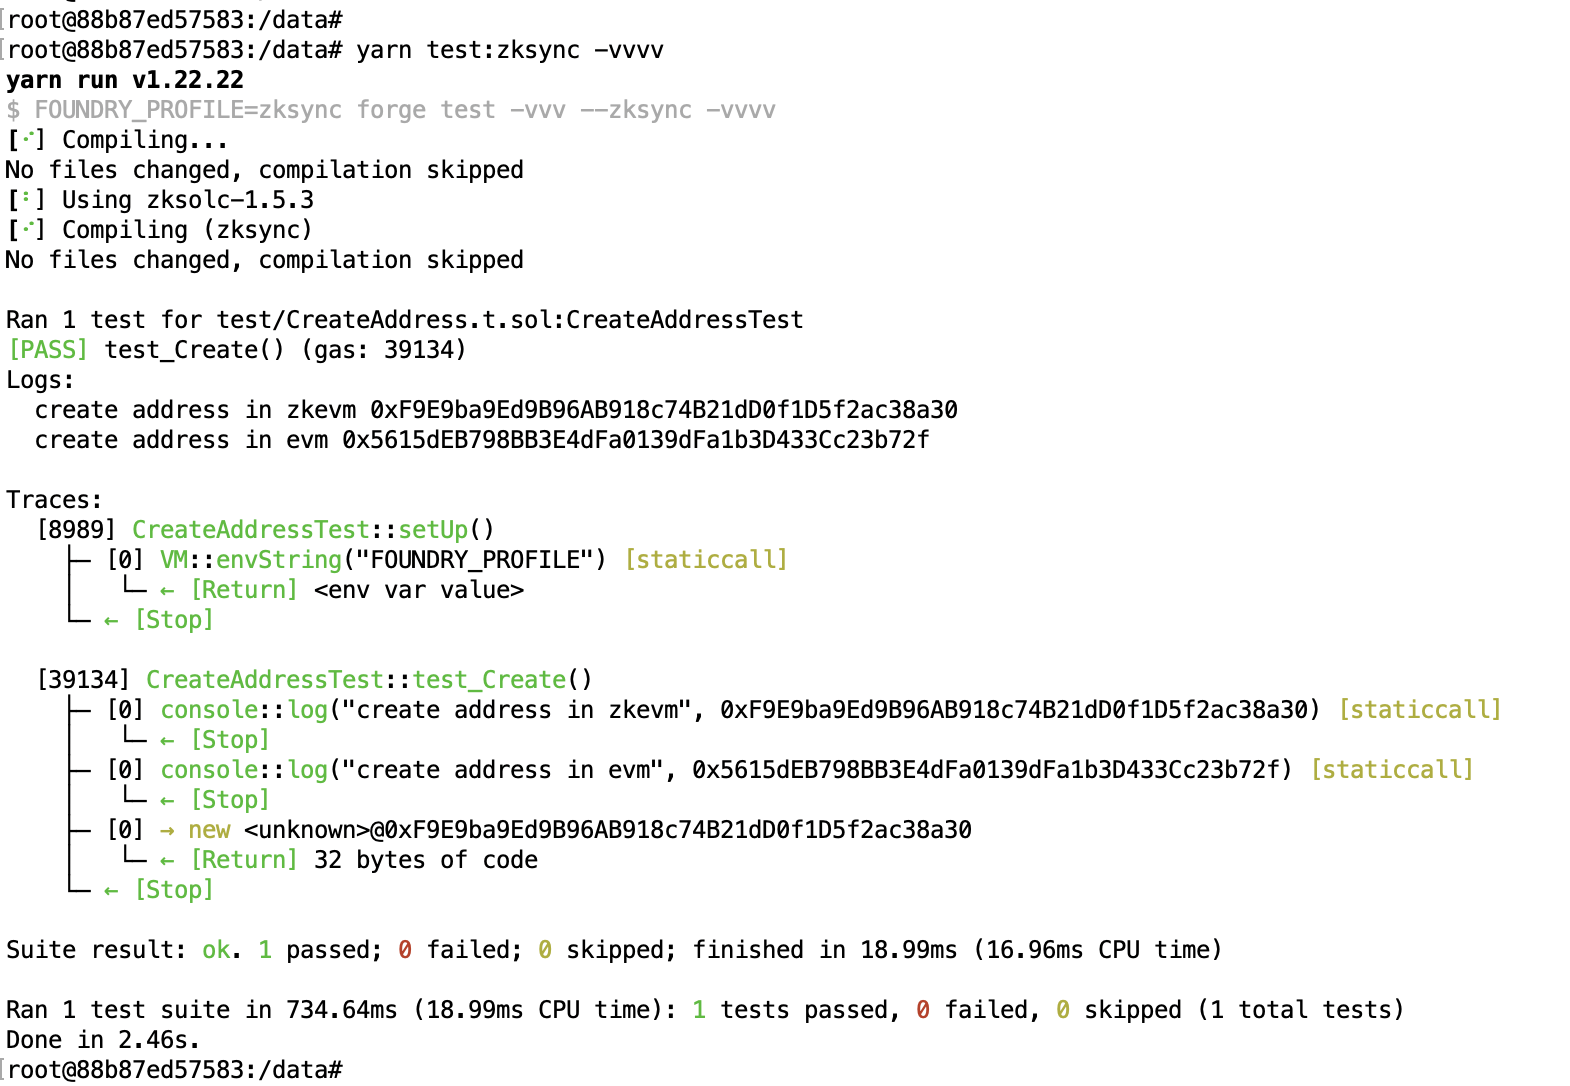 root@88b87ed57583:/data#
root@88b87ed57583:/data# yarn test:zksync -vvvv
yarn run v1.22.22
$ FOUNDRY_PROFILE=zksync forge test -vvv --zksync -vvvv
[⠊] Compiling...
No files changed, compilation skipped
[⠃] Using zksolc-1.5.3
[⠊] Compiling (zksync)
No files changed, compilation skipped

Ran 1 test for test/CreateAddress.t.sol:CreateAddressTest
[PASS] test_Create() (gas: 39134)
Logs:
  create address in zkevm 0xF9E9ba9Ed9B96AB918c74B21dD0f1D5f2ac38a30
  create address in evm 0x5615dEB798BB3E4dFa0139dFa1b3D433Cc23b72f

Traces:
  [8989] CreateAddressTest::setUp()
    ├─ [0] VM::envString("FOUNDRY_PROFILE") [staticcall]
    │   └─ ← [Return] <env var value>
    └─ ← [Stop]

  [39134] CreateAddressTest::test_Create()
    ├─ [0] console::log("create address in zkevm", 0xF9E9ba9Ed9B96AB918c74B21dD0f1D5f2ac38a30) [staticcall]
    │   └─ ← [Stop]
    ├─ [0] console::log("create address in evm", 0x5615dEB798BB3E4dFa0139dFa1b3D433Cc23b72f) [staticcall]
    │   └─ ← [Stop]
    ├─ [0] → new <unknown>@0xF9E9ba9Ed9B96AB918c74B21dD0f1D5f2ac38a30
    │   └─ ← [Return] 32 bytes of code
    └─ ← [Stop]

Suite result: ok. 1 passed; 0 failed; 0 skipped; finished in 18.99ms (16.96ms CPU time)

Ran 1 test suite in 734.64ms (18.99ms CPU time): 1 tests passed, 0 failed, 0 skipped (1 total tests)
Done in 2.46s.
root@88b87ed57583:/data#